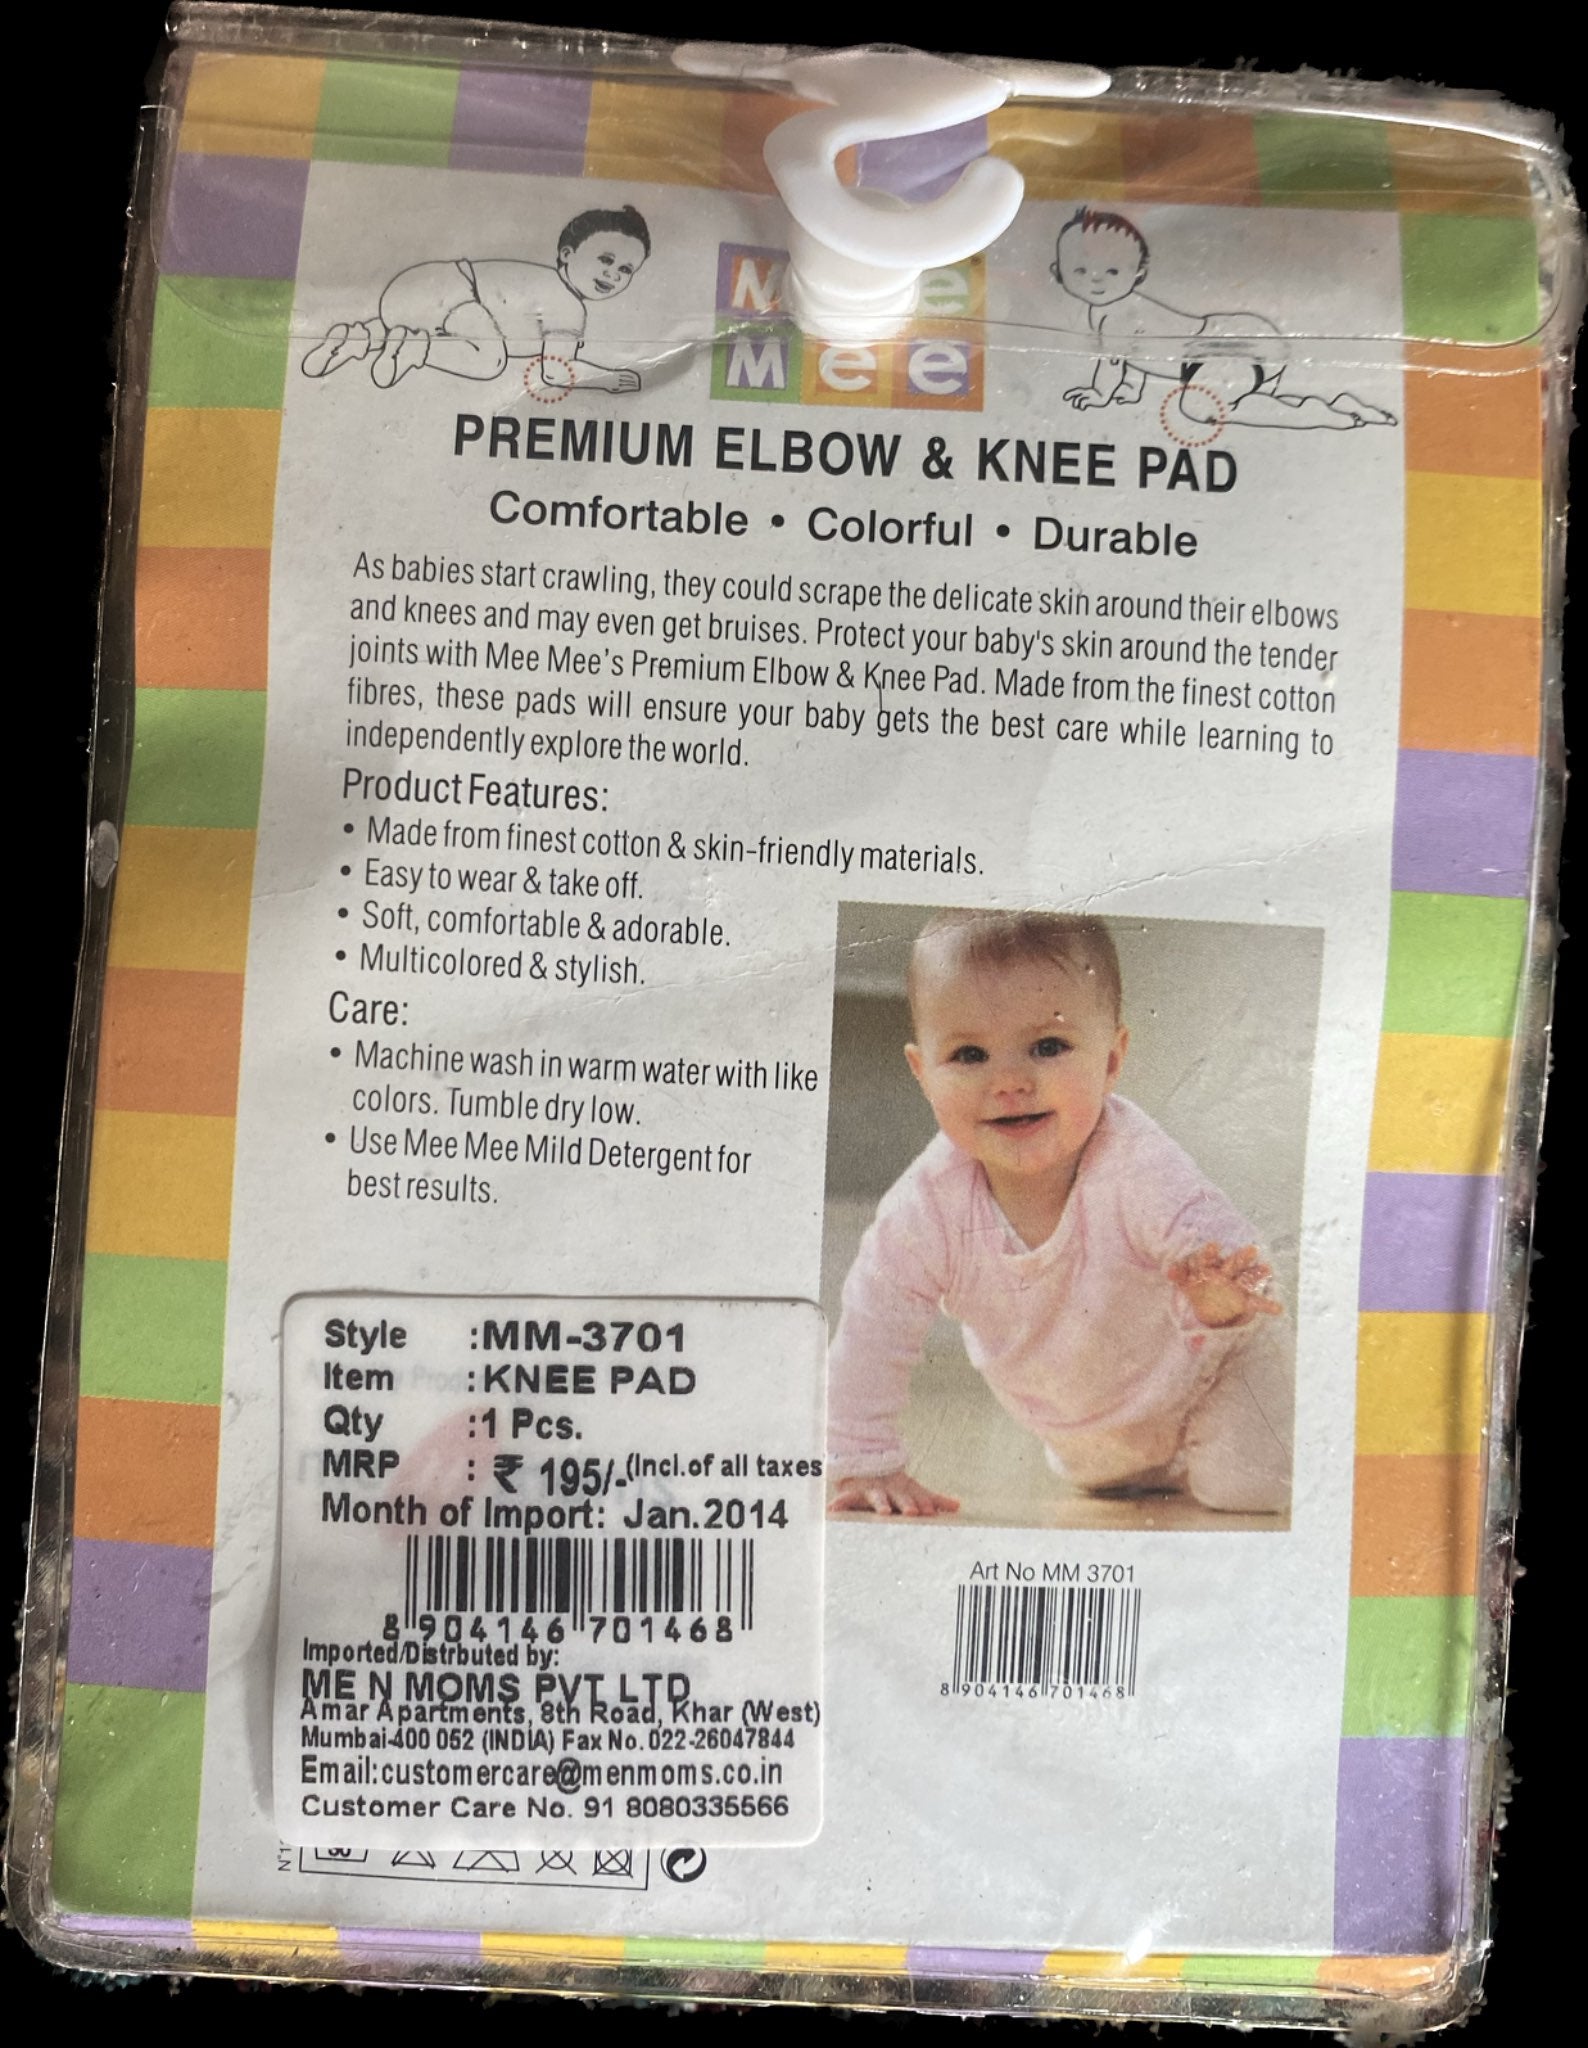 Mee
PREMIUM ELBOW & KNEE PAD
Comfortable • Colorful • Durable
As babies start crawling, they could scrape the delicate skin around their elbows
and knees and may even get bruises. Protect your baby's skin around the tender
joints with Mee Mee's Premium Elbow & Knee Pad. Made from the finest cotton
fibres, these pads will ensure your baby gets the best care while learning to
independently explore the world.
Product Features:
• Made from finest cotton & skin-friendly materials.
• Easy to wear & take off.
• Soft, comfortable & adorable.
• Multicolored & stylish.
Care:
• Machine wash in warm water with like
colors. Tumble dry low.
• Use Mee Mee Mild Detergent for
best results.
Style :MM-3701
Item :KNEE PAD
Qty :1 Pcs.
MRP : ₹ 195/-(Incl.of all taxes
Month of Import: Jan.2014
8 904146 701468
Imported/Distrbuted by:
ME N MOMS PVT LTD
Amar Apartments, 8th Road, Khar (West)
Mumbai-400 052 (INDIA) Fax No. 022-26047844
Email:customercare@menmoms.co.in
Customer Care No. 91 8080335566
Art No MM 3701
8 904146 701468